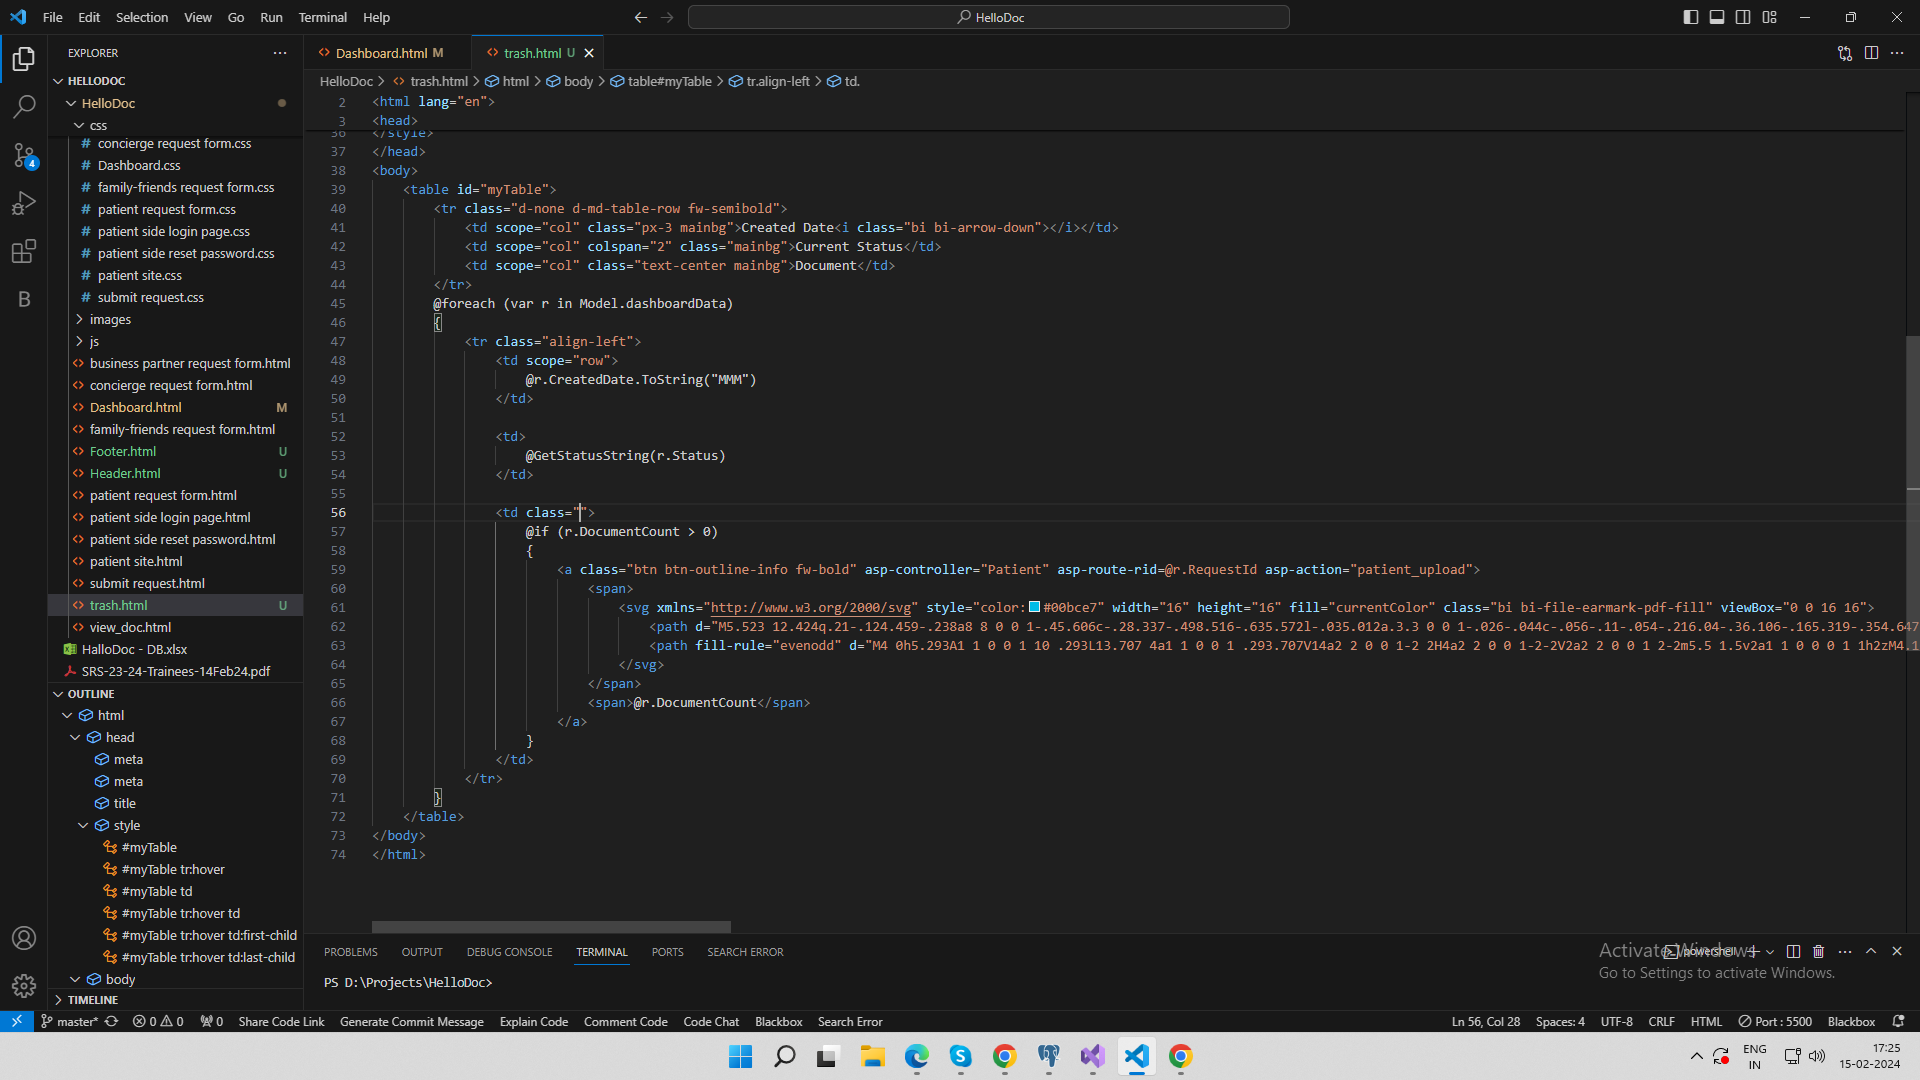 File Edit Selection View Go Run Terminal Help
HelloDoc
EXPLORER
HELLODOC
HelloDoc
css
concierge request form.css
Dashboard.css
family-friends request form.css
patient request form.css
patient side login page.css
patient side reset password.css
patient site.css
submit request.css
images
js
business partner request form.html
concierge request form.html
Dashboard.html M
family-friends request form.html
Footer.html U
Header.html U
patient request form.html
patient side login page.html
patient side reset password.html
patient site.html
submit request.html
trash.html U
view_doc.html
HalloDoc - DB.xlsx
SRS-23-24-Trainees-14Feb24.pdf
OUTLINE
html
head
meta
meta
title
style
#myTable
#myTable tr:hover
#myTable td
#myTable tr:hover td
#myTable tr:hover td:first-child
#myTable tr:hover td:last-child
body
TIMELINE
4
B
Dashboard.html M trash.html U
HelloDoc > trash.html > html > body > table#myTable > tr.align-left > td.
2 <html lang="en">
3 <head>
36 </style>
37 </head>
38 <body>
39 <table id="myTable">
40 <tr class="d-none d-md-table-row fw-semibold">
41 <td scope="col" class="px-3 mainbg">Created Date<i class="bi bi-arrow-down"></i></td>
42 <td scope="col" colspan="2" class="mainbg">Current Status</td>
43 <td scope="col" class="text-center mainbg">Document</td>
44 </tr>
45 @foreach (var r in Model.dashboardData)
46 {
47 <tr class="align-left">
48 <td scope="row">
49 @r.CreatedDate.ToString("MMM")
50 </td>
51
52 <td>
53 @GetStatusString(r.Status)
54 </td>
55
56 <td class="">
57 @if (r.DocumentCount > 0)
58 {
59 <a class="btn btn-outline-info fw-bold" asp-controller="Patient" asp-route-rid=@r.RequestId asp-action="patient_upload">
60 <span>
61 <svg xmlns="http://www.w3.org/2000/svg" style="color:#00bce7" width="16" height="16" fill="currentColor" class="bi bi-file-earmark-pdf-fill" viewBox="0 0 16 16">
62 <path d="M5.523 12.424q.21-.124.459-.238a8 8 0 0 1-.45.606c-.28.337-.498.516-.635.572l-.035.012a.3.3 0 0 1-.026-.044c-.056-.11-.054-.216.04-.36.106-.165.319-.354.647
63 <path fill-rule="evenodd" d="M4 0h5.293A1 1 0 0 1 10 .293L13.707 4a1 1 0 0 1 .293.707V14a2 2 0 0 1-2 2H4a2 2 0 0 1-2-2V2a2 2 0 0 1 2-2m5.5 1.5v2a1 1 0 0 0 1 1h2zM4.1
64 </svg>
65 </span>
66 <span>@r.DocumentCount</span>
67 </a>
68 }
69 </td>
70 </tr>
71 }
72 </table>
73 </body>
74 </html>
PROBLEMS OUTPUT DEBUG CONSOLE TERMINAL PORTS SEARCH ERROR
powershell
PS D:\Projects\HelloDoc>
Activate Windows
Go to Settings to activate Windows.
master* 0 0 0 Share Code Link Generate Commit Message Explain Code Comment Code Code Chat Blackbox Search Error
Ln 56, Col 28 Spaces: 4 UTF-8 CRLF HTML Port : 5500 Blackbox
ENG
IN
17:25
15-02-2024